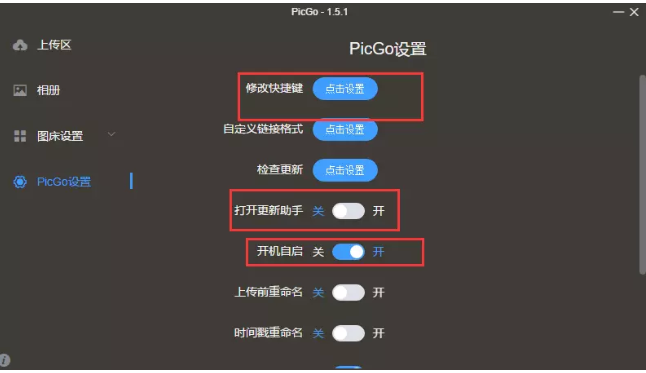 PicGo - 1.5.1
上传区
相册
图床设置
PicGo设置
PicGo设置
修改快捷键 点击设置
自定义链接格式 点击设置
检查更新 点击设置
打开更新助手 关 开
开机自启 关 开
上传前重命名 关 开
时间戳重命名 关 开